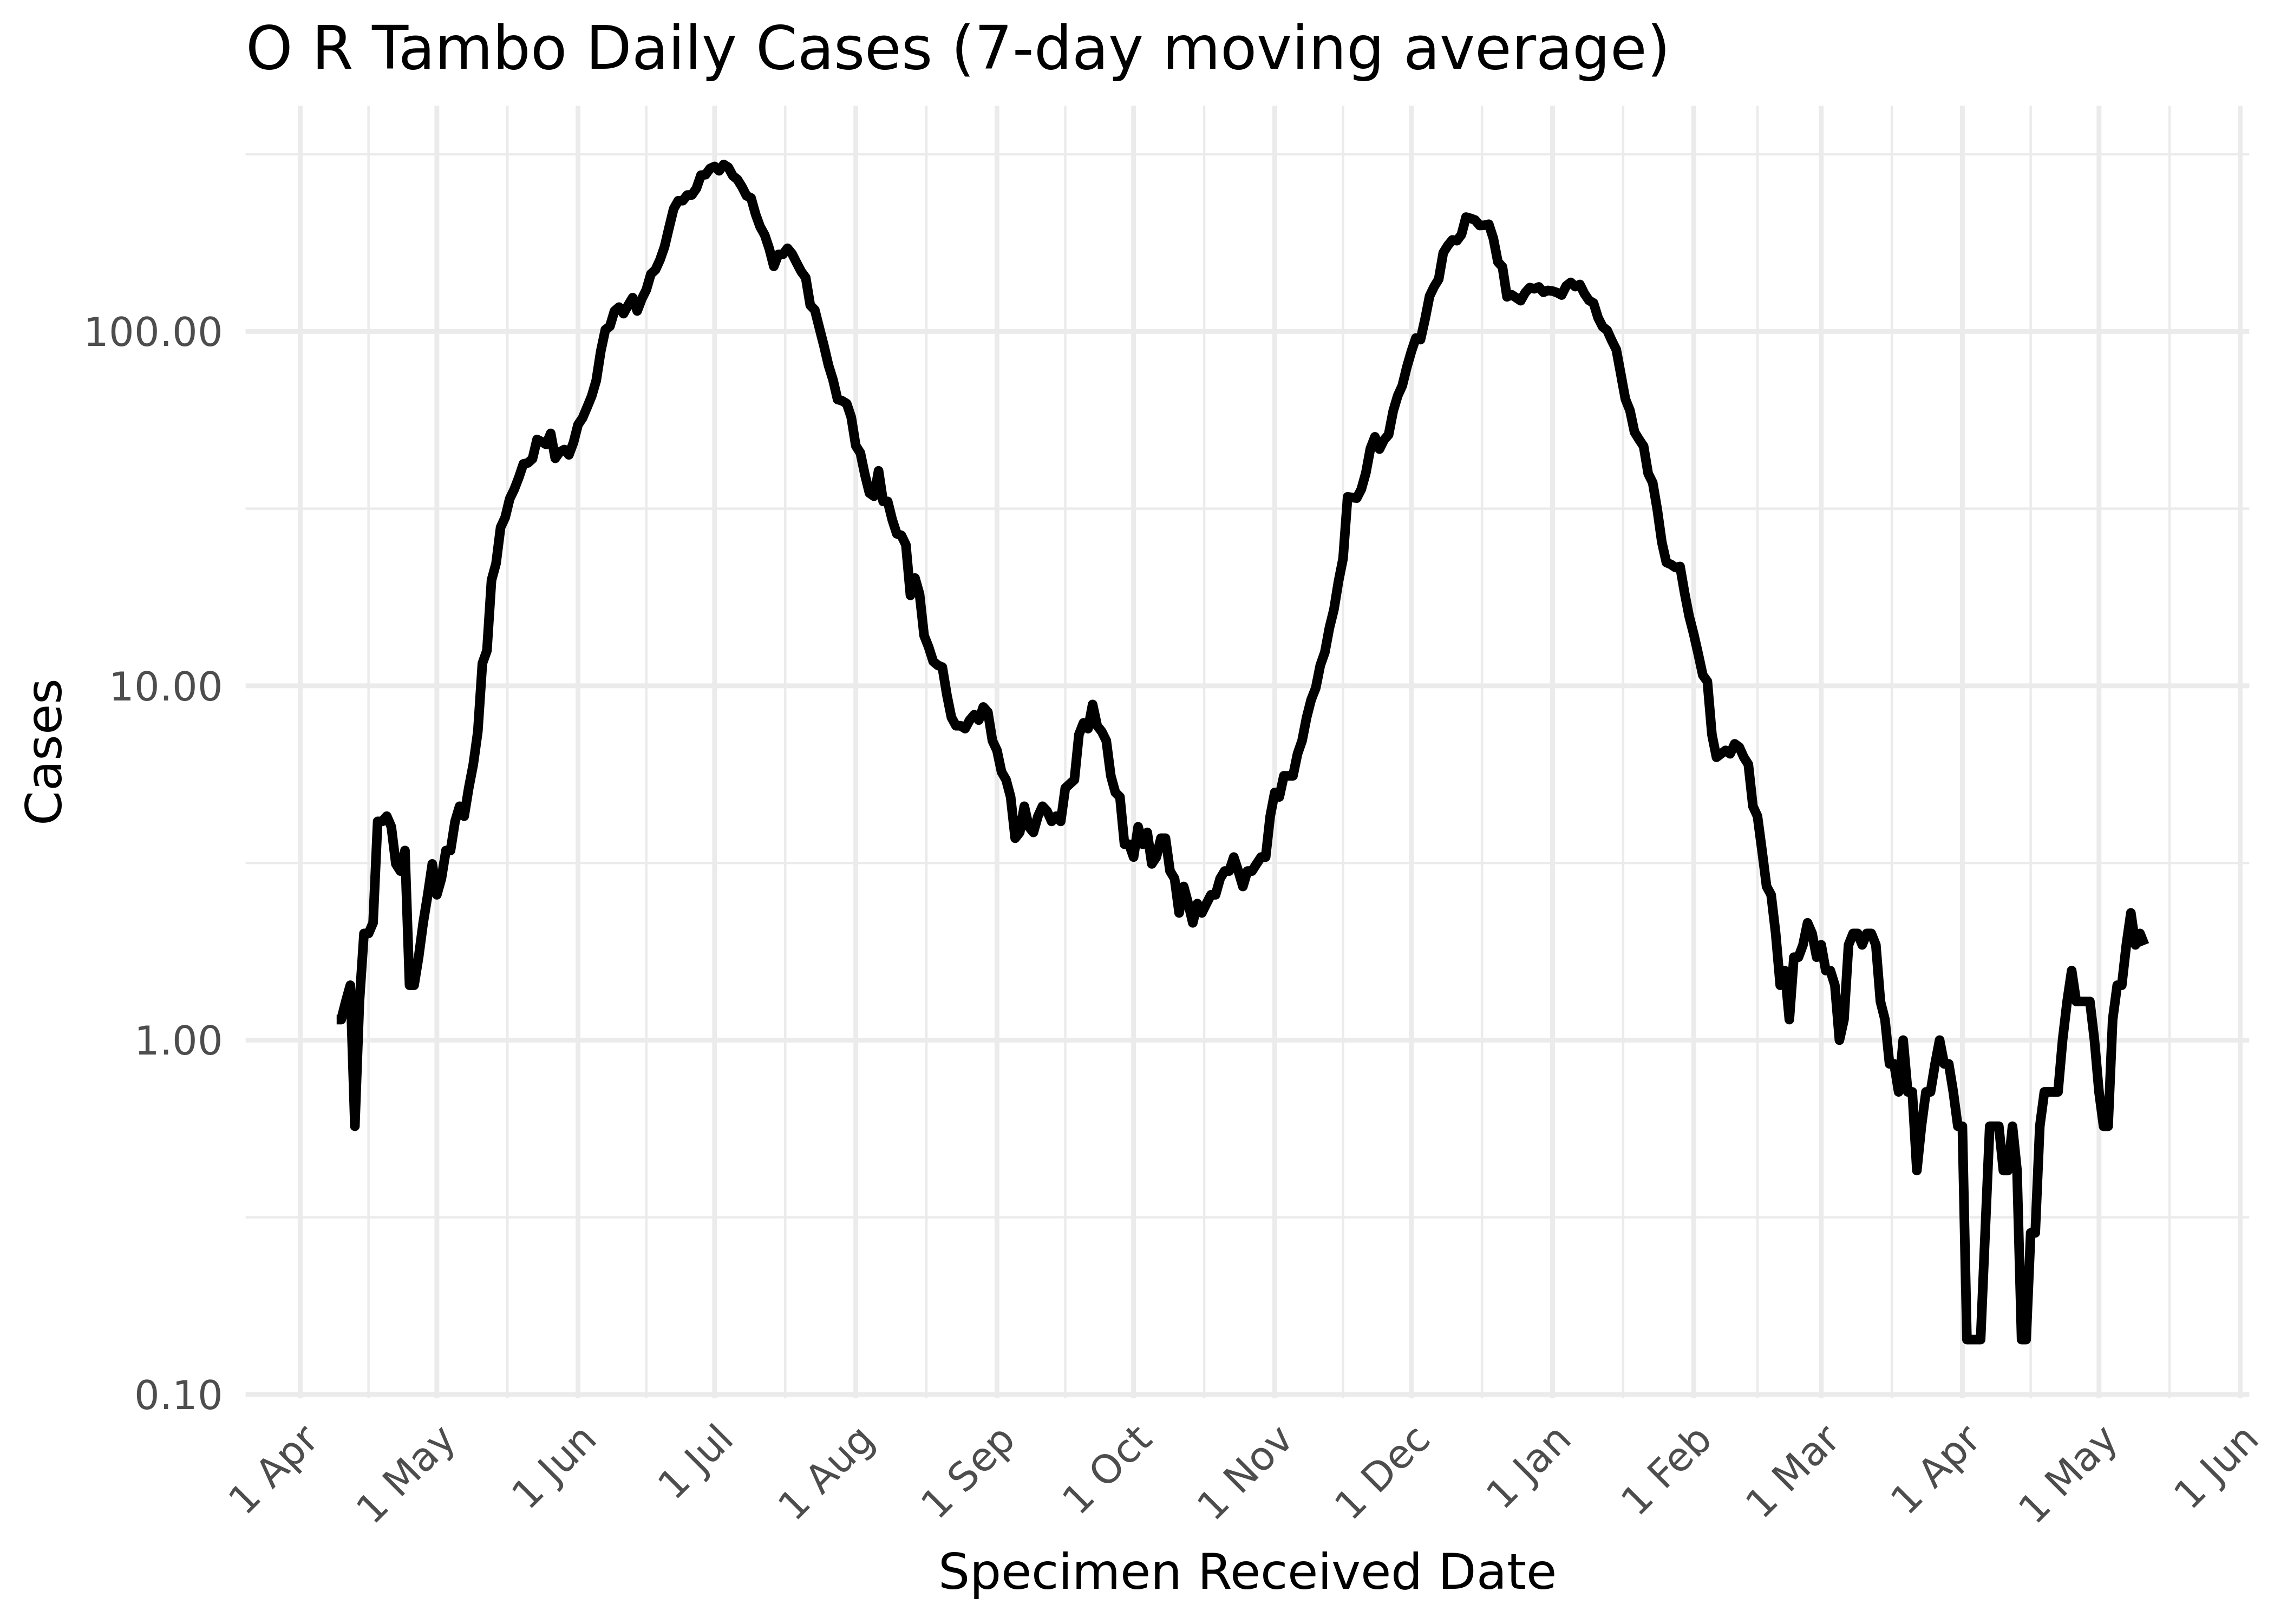 O R Tambo Daily Cases (7-day moving average)
Cases
100.00
10.00
1.00
0.10
1 Apr
1 May
1 Jun
1 Jul
1 Aug
1 Sep
1 Oct
1 Nov
1 Dec
1 Jan
1 Feb
1 Mar
1 Apr
1 May
1 Jun
Specimen Received Date